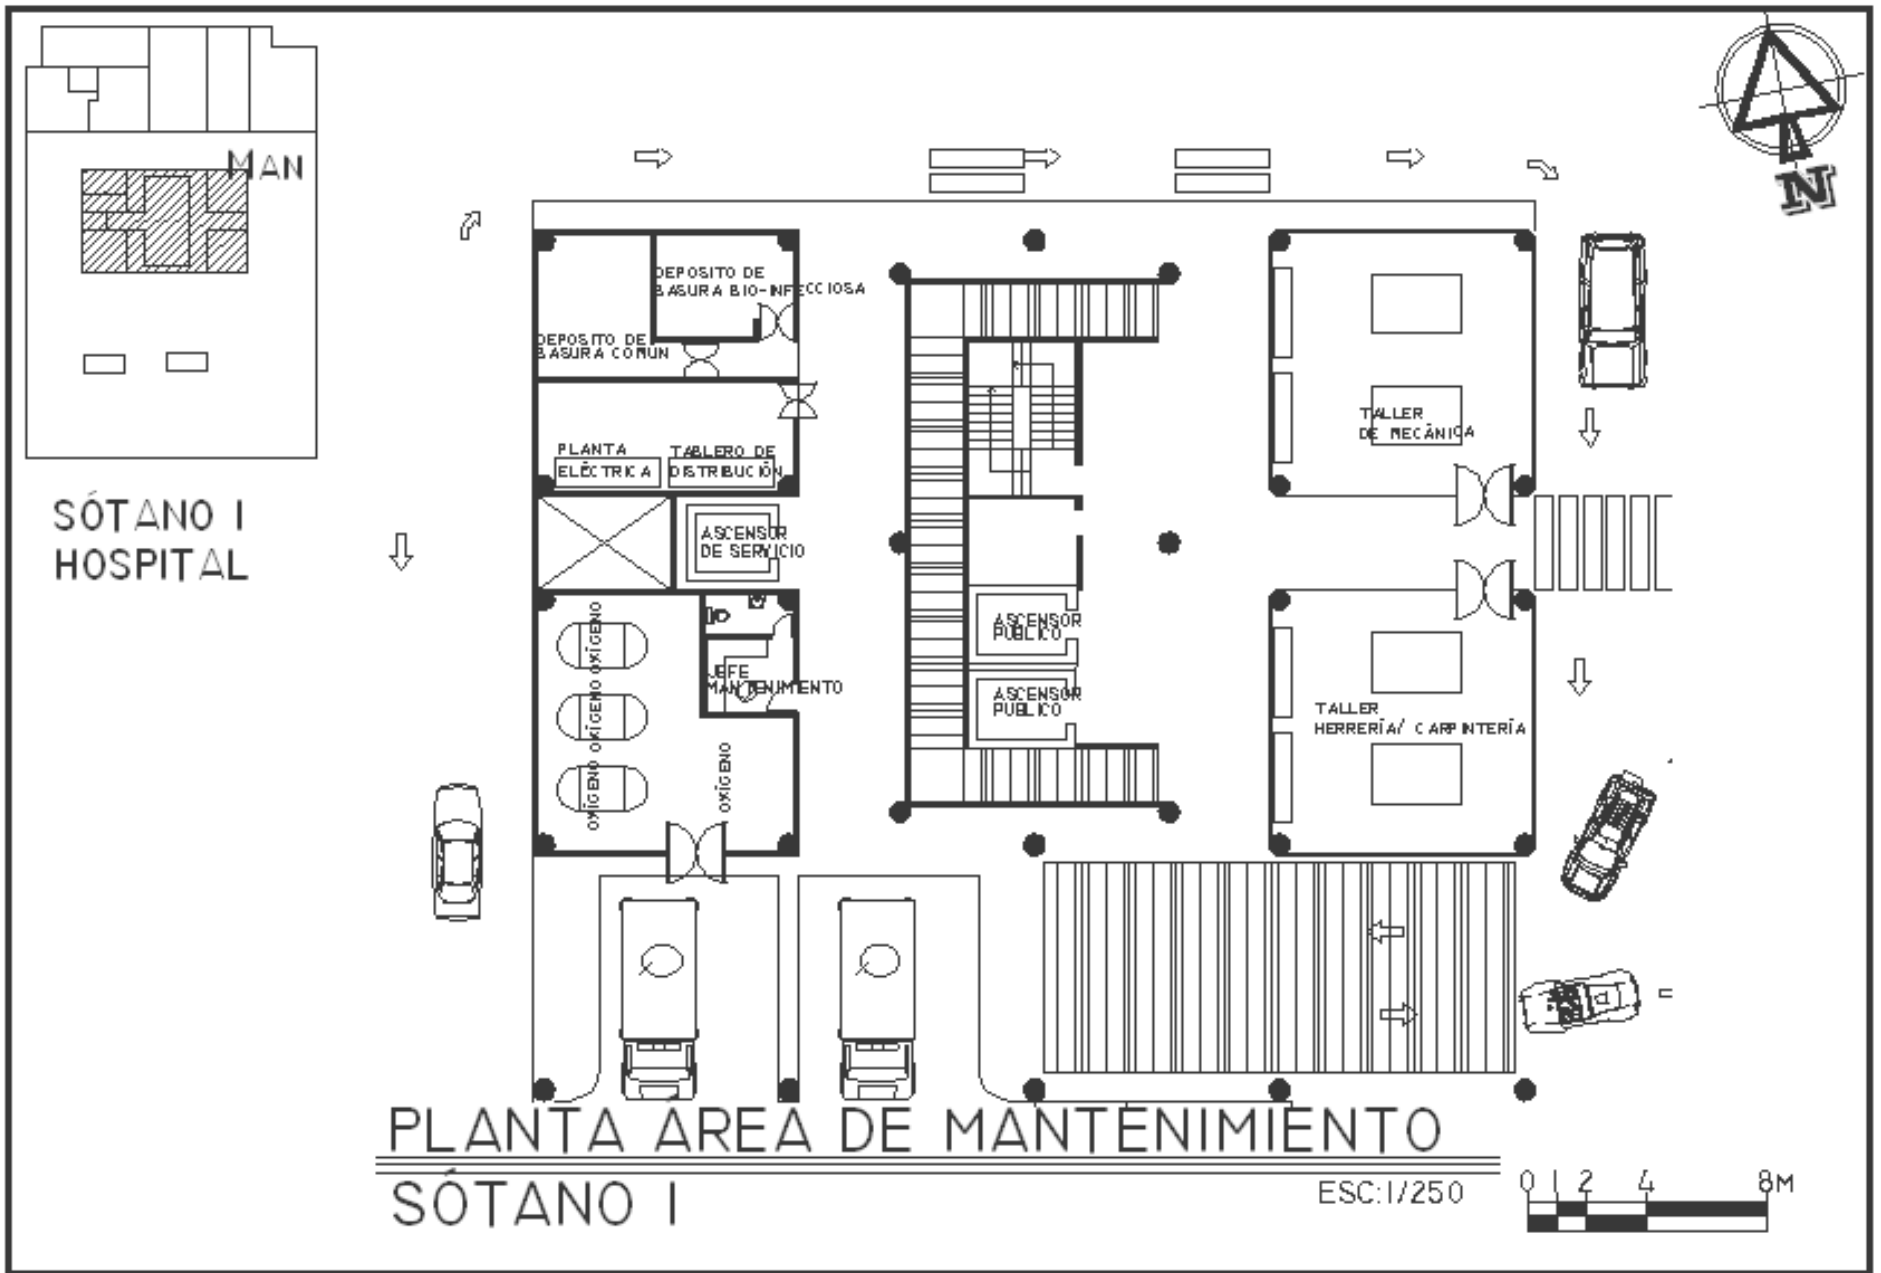 MAN
SÓTANO I
HOSPITAL
N
DEPOSITO DE
BASURA BIO-INFECCIOSA
DEPOSITO DE
BASURA COMUN
PLANTA
ELÉCTRICA
TABLERO DE
DISTRIBUCIÓN
ASCENSOR
DE SERVICIO
OXÍGENO
OXÍGENO
OXÍGENO
OXÍGENO
JEFE
MANTENIMIENTO
ASCENSOR
PUBLICO
ASCENSOR
PUBLICO
TALLER
DE MECÁNICA
TALLER
HERRERÍA/ CARPINTERÍA
PLANTA ÁREA DE MANTENIMIENTO
SÓTANO I
ESC:1/250
0 1 2 4 8M